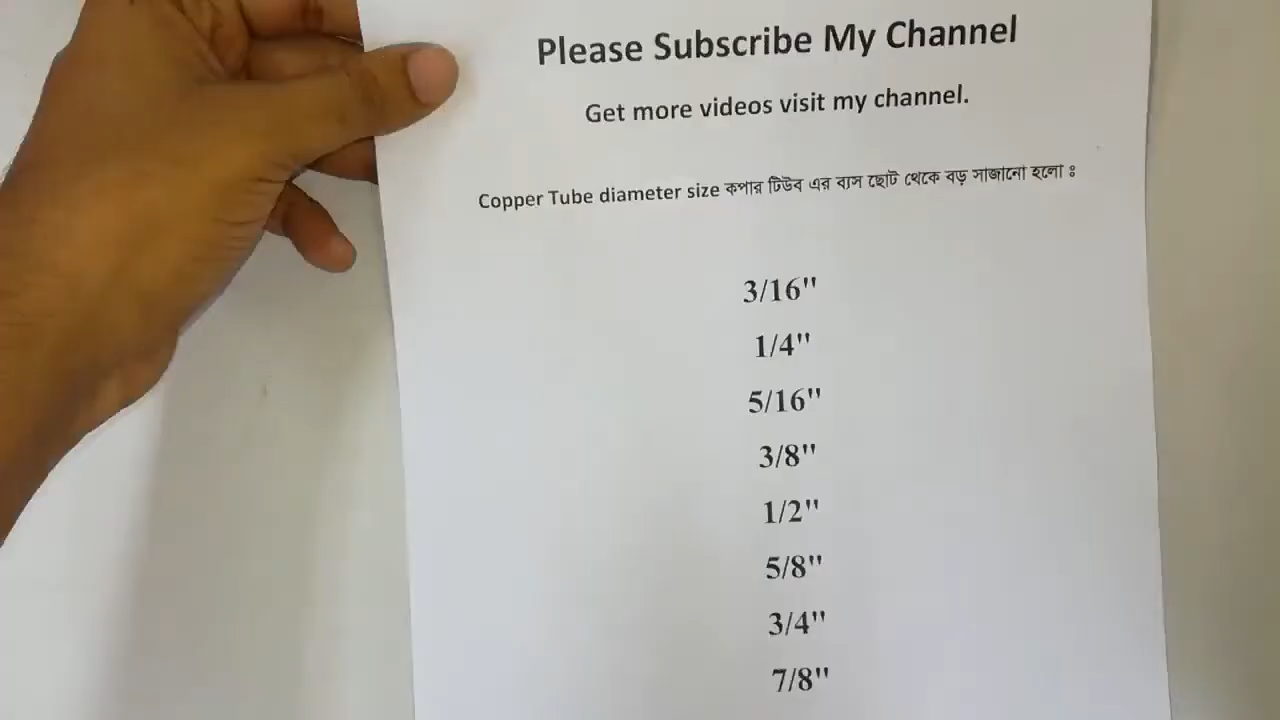 Please Subscribe My Channel
Get more videos visit my channel.
Copper Tube diameter size কপার টিউব এর ব্যাস ছোট থেকে বড় সাজানো হলো ঃ
3/16"
1/4"
5/16"
3/8"
1/2"
5/8"
3/4"
7/8"